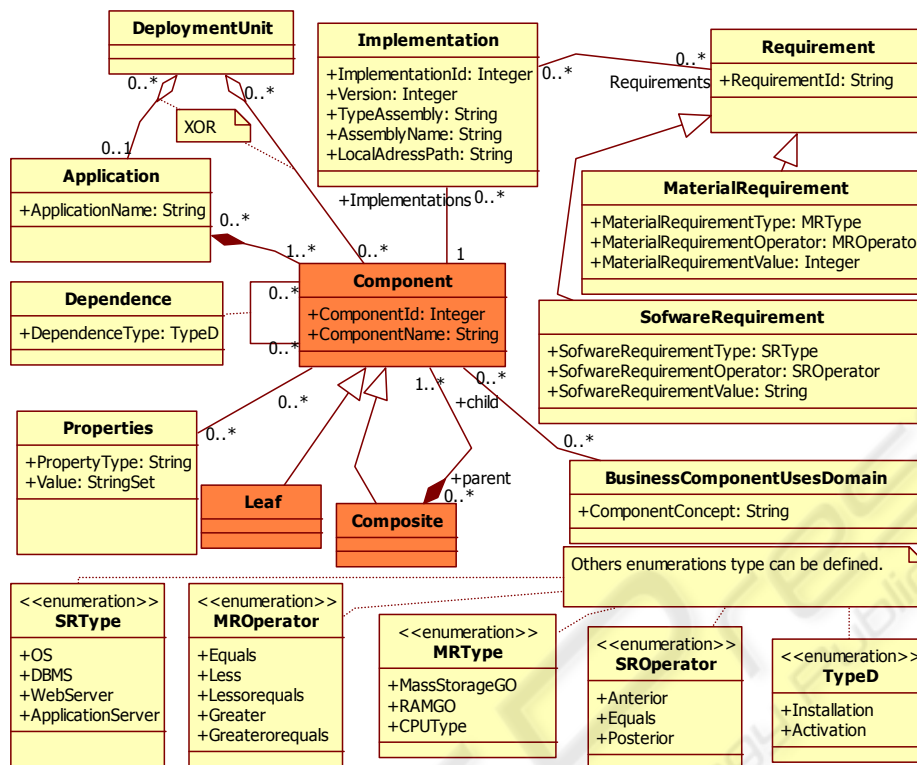 DeploymentUnit
0..*
0..*
XOR
0..1
Implementation
+ImplementationId: Integer
+Version: Integer
+TypeAssembly: String
+AssemblyName: String
+LocalAdressPath: String
0..*
0..*
Requirements
Requirement
+RequirementId: String
Application
+ApplicationName: String
0..*
1..*
0..*
+Implementations
0..*
1
MaterialRequirement
+MaterialRequirementType: MRType
+MaterialRequirementOperator: MROperator
+MaterialRequirementValue: Integer
Dependence
+DependenceType: TypeD
0..*
0..*
Component
+ComponentId: Integer
+ComponentName: String
SofwareRequirement
+SofwareRequirementType: SRType
+SofwareRequirementOperator: SROperator
+SofwareRequirementValue: String
0..*
0..*
1..*
+child
0..*
0..*
Properties
+PropertyType: String
+Value: StringSet
Leaf
+parent
0..*
Composite
BusinessComponentUsesDomain
+ComponentConcept: String
Others enumerations type can be defined.
<<enumeration>>
SRType
+OS
+DBMS
+WebServer
+ApplicationServer
<<enumeration>>
MROperator
+Equals
+Less
+Lessorequals
+Greater
+Greaterorequals
<<enumeration>>
MRType
+MassStorageGO
+RAMGO
+CPUType
<<enumeration>>
SROperator
+Anterior
+Equals
+Posterior
<<enumeration>>
TypeD
+Installation
+Activation